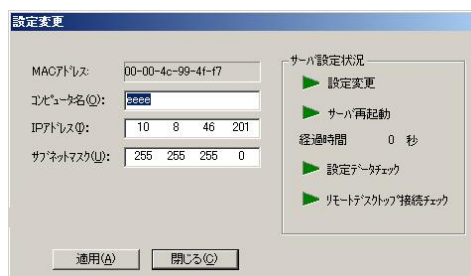 設定変更
MACアドレス: 00-00-4c-99-4f-f7
コンピュータ名(O): eeee
IPアドレス(I): 10 8 46 201
サブネットマスク(U): 255 255 255 0
サーバ設定状況
設定変更
サーバ再起動
経過時間 0 秒
設定データチェック
リモートデスクトップ接続チェック
適用(A) 閉じる(C)